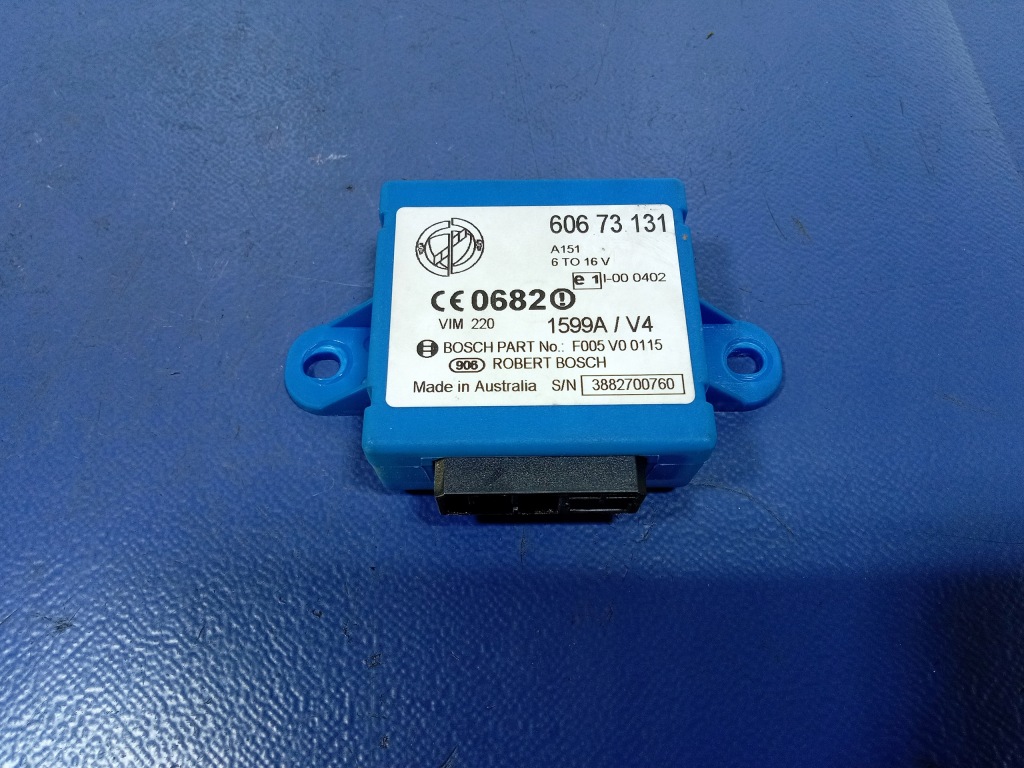 606 73 131
A151
6 TO 16 V
e 1 I-00 0402
CE 0682
VIM 220 1599A / V4
BOSCH PART No.: F005 V0 0115
906 ROBERT BOSCH
Made in Australia S/N 3882700760